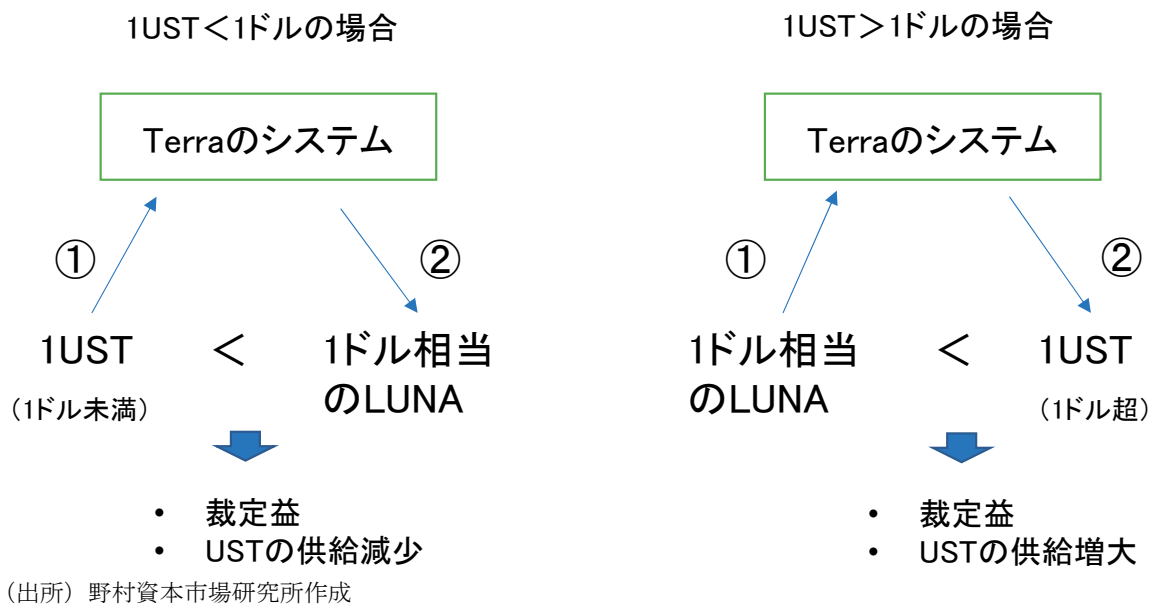 1UST＜1ドルの場合
Terraのシステム
①
②
1UST ＜ 1ドル相当
のLUNA
（1ドル未満）
• 裁定益
• USTの供給減少
1UST＞1ドルの場合
Terraのシステム
①
②
1ドル相当 ＜ 1UST
のLUNA
（1ドル超）
• 裁定益
• USTの供給増大
（出所）野村資本市場研究所作成